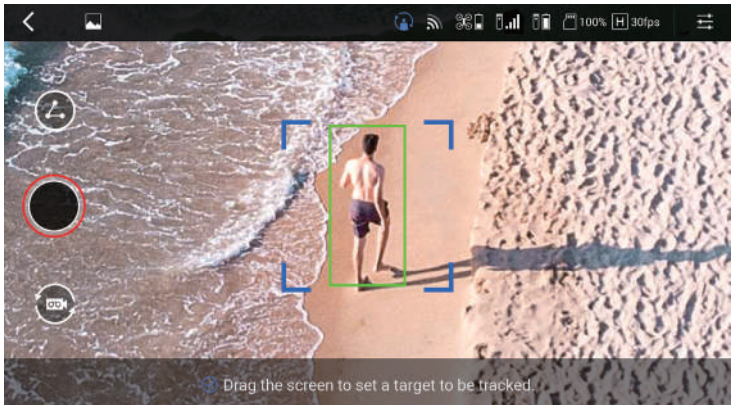 100% H 30fps
Drag the screen to set a target to be tracked.